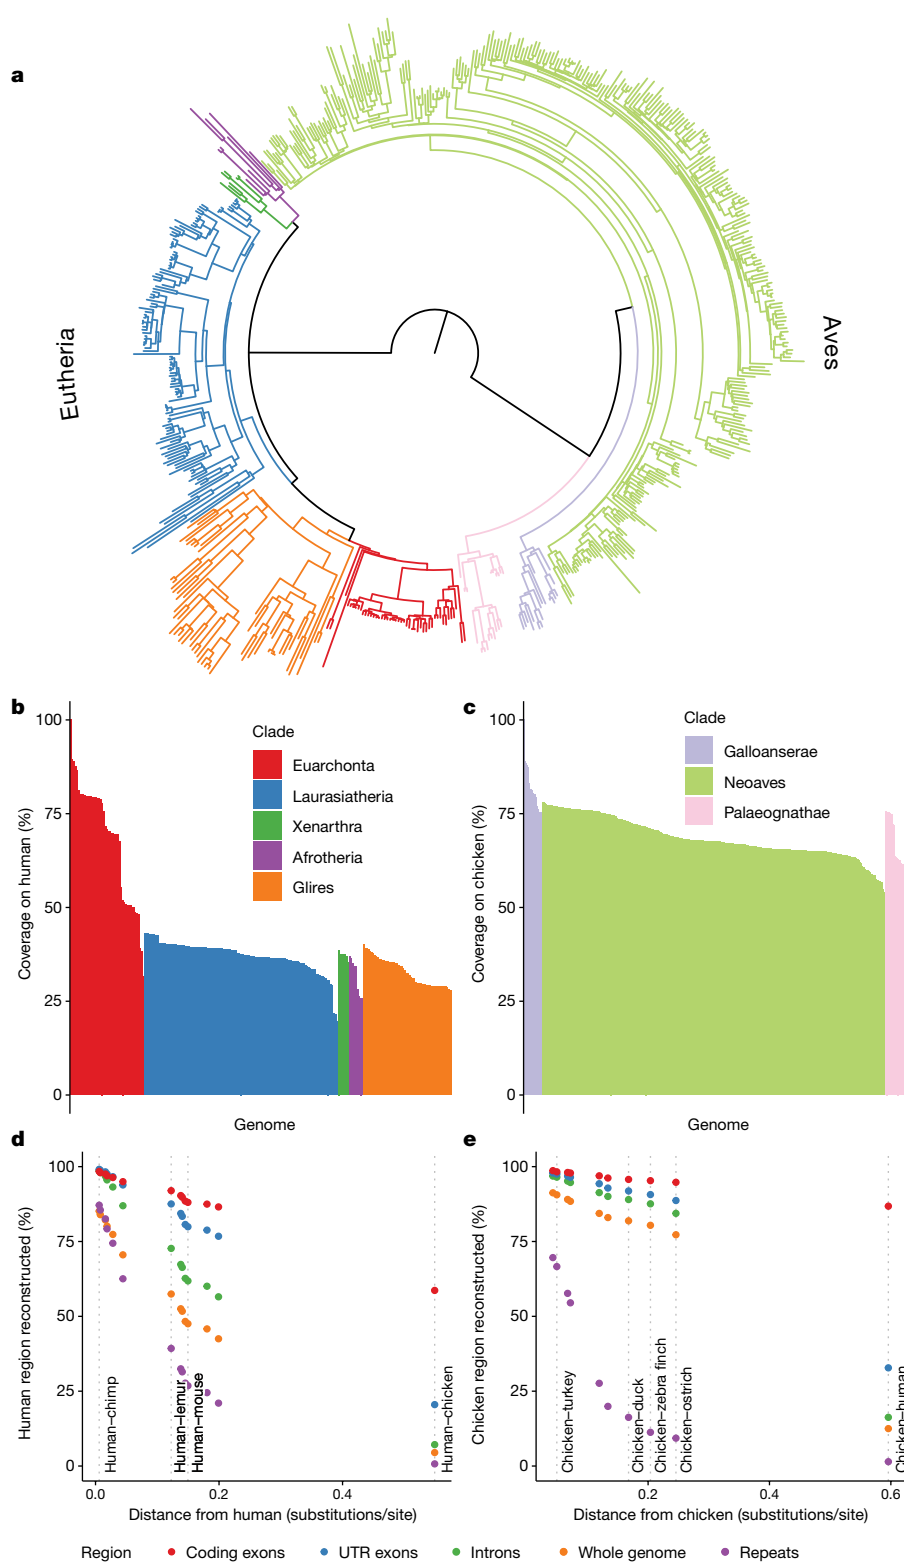 a
Eutheria
Aves
b
Coverage on human (%)
100
75
50
25
0
Clade
Euarchonta
Laurasiatheria
Xenarthra
Afrotheria
Glires
Genome
c
Coverage on chicken (%)
100
75
50
25
0
Clade
Galloanserae
Neoaves
Palaeognathae
Genome
d
Human region reconstructed (%)
100
75
50
25
0
Human–chimp
Human–lemur
Human–mouse
Human–chicken
0.0
0.2
0.4
Distance from human (substitutions/site)
e
Chicken region reconstructed (%)
100
75
50
25
0
Chicken–turkey
Chicken–duck
Chicken–zebra finch
Chicken–ostrich
Chicken–human
0.2
0.4
0.6
Distance from chicken (substitutions/site)
Region
Coding exons
UTR exons
Introns
Whole genome
Repeats